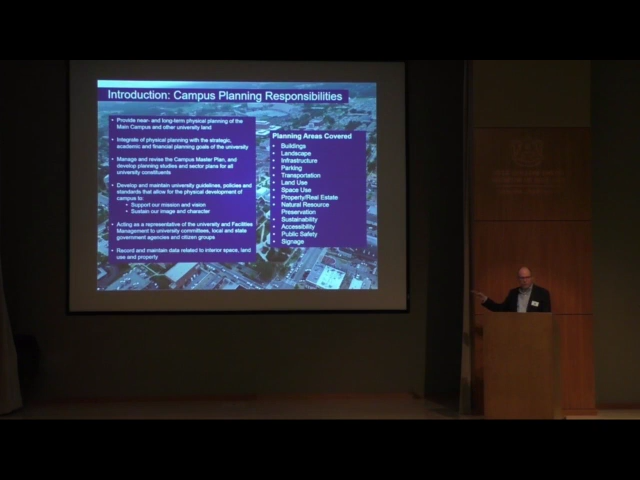 Introduction: Campus Planning Responsibilities
• Provide near- and long-term physical planning of the
Main Campus and other university land
• Integrate of physical planning with the strategic,
academic and financial planning goals of the university
• Manage and revise the Campus Master Plan, and
develop planning studies and sector plans for all
university constituents
• Develop and maintain university guidelines, policies and
standards that allow for the physical development of
campus to:
• Support our mission and vision
• Sustain our image and character
• Acting as a representative of the university and Facilities
Management to university committees, local and state
government agencies and citizen groups
• Record and maintain data related to interior space, land
use and property
Planning Areas Covered
• Buildings
• Landscape
• Infrastructure
• Parking
• Transportation
• Land Use
• Space Use
• Property/Real Estate
• Natural Resource
• Preservation
• Sustainability
• Accessibility
• Public Safety
• Signage